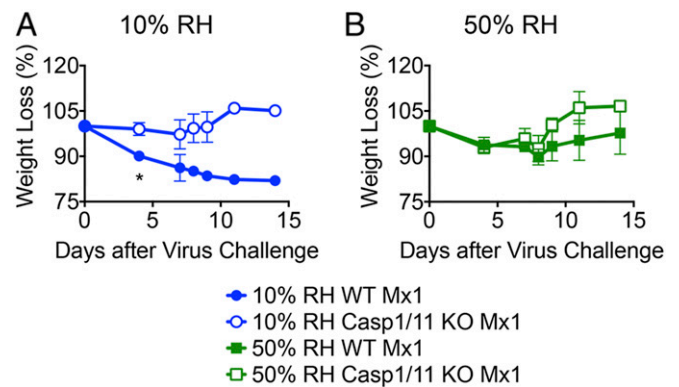 A
10% RH
Weight Loss (%)
120
105
90
75
*
0
5
10
15
Days after Virus Challenge
B
50% RH
Weight Loss (%)
120
105
90
75
0
5
10
15
Days after Virus Challenge
10% RH WT Mx1
10% RH Casp1/11 KO Mx1
50% RH WT Mx1
50% RH Casp1/11 KO Mx1